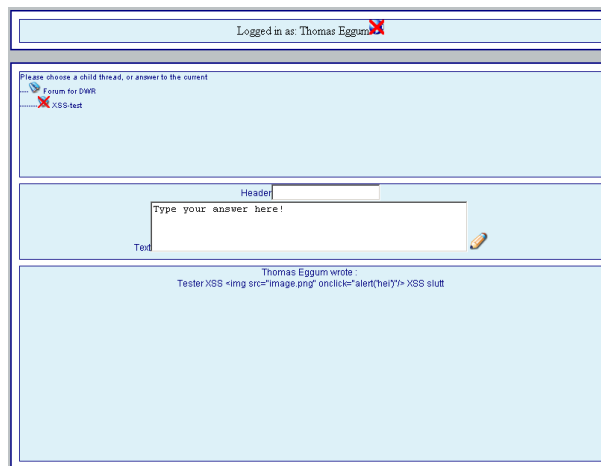 Logged in as: Thomas Eggum
Please choose a child thread, or answer to the current
Forum for DWR
XSS-test
Header
Type your answer here!
Text
Thomas Eggum wrote :
Tester XSS <img src="image.png" onclick="alert('hei')"/> XSS slutt